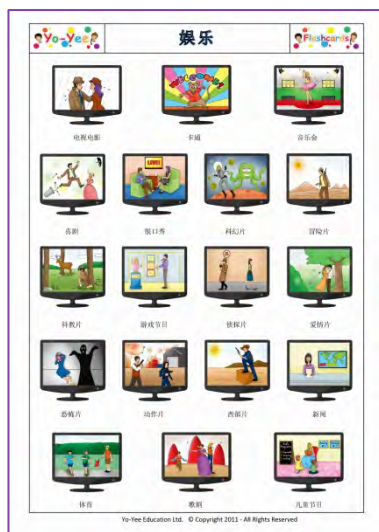 Yo-Yee
娱乐
Flashcards
WELCOME!
电视电影
卡通
音乐会
喜剧
脱口秀
科幻片
冒险片
科教片
游戏节目
侦探片
爱情片
恐怖片
动作片
西部片
新闻
体育
歌剧
儿童节目
Yo-Yee Education Ltd. © Copyright 2011 - All Rights Reserved